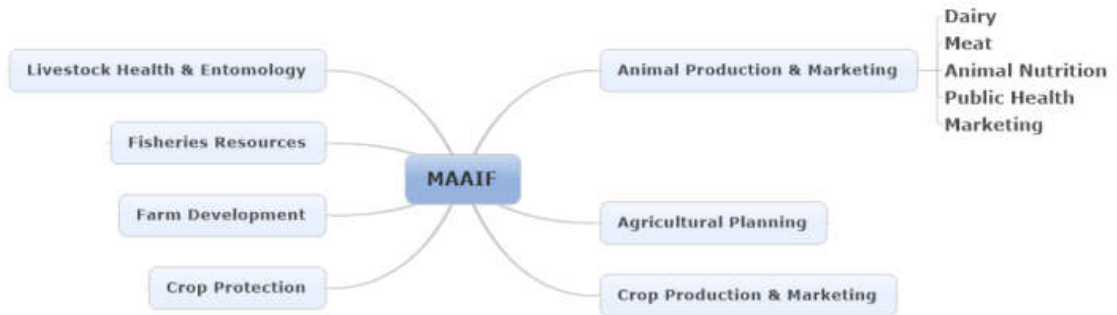 Livestock Health & Entomology
Fisheries Resources
Farm Development
Crop Protection
MAAIF
Animal Production & Marketing
Dairy
Meat
Animal Nutrition
Public Health
Marketing
Agricultural Planning
Crop Production & Marketing